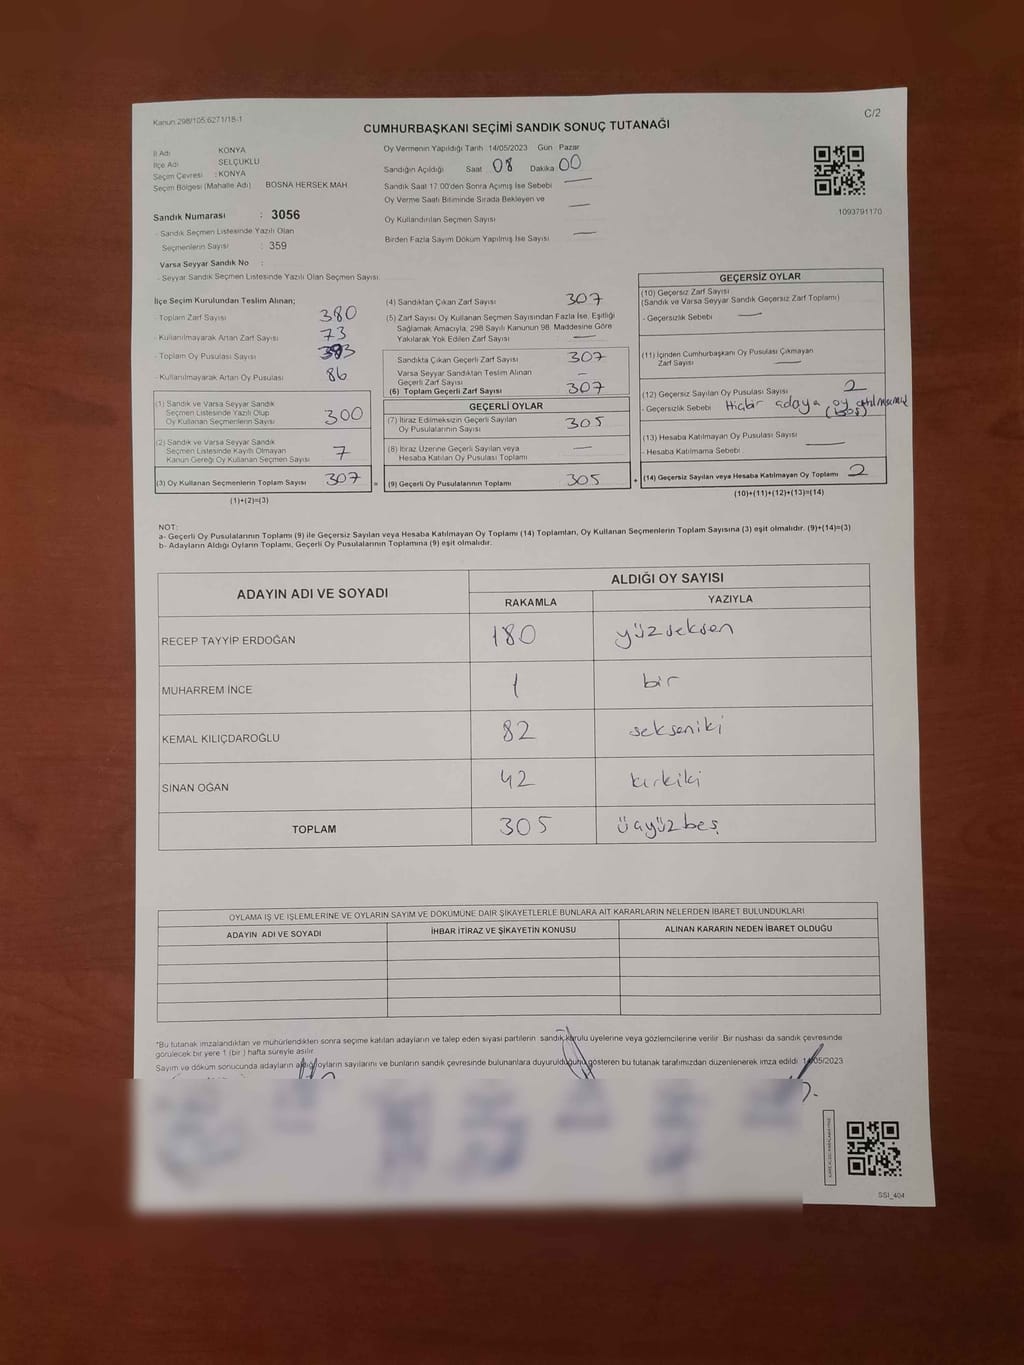 Kanun 298/105:6271/18-1
C/2
CUMHURBAŞKANI SEÇİMİ SANDIK SONUÇ TUTANAĞI
İl Adı KONYA
İlçe Adı SELÇUKLU
Seçim Çevresi : KONYA
Seçim Bölgesi (Mahalle Adı) BOSNA HERSEK MAH.
Sandık Numarası : 3056
- Sandık Seçmen Listesinde Yazılı Olan
Seçmenlerin Sayısı : 359
Varsa Seyyar Sandık No :
- Seyyar Sandık Seçmen Listesinde Yazılı Olan Seçmen Sayısı
Oy Vermenin Yapıldığı Tarih 14/05/2023 Gün Pazar
Sandığın Açıldığı Saat 08 Dakika 00
Sandık Saat 17:00'den Sonra Açımış İse Sebebi —
Oy Verme Saati Bitiminde Sırada Bekleyen ve —
Oy Kullandırılan Seçmen Sayısı
Birden Fazla Sayım Döküm Yapılmış İse Sayısı —
1093791170
İlçe Seçim Kurulundan Teslim Alınan;
- Toplam Zarf Sayısı 380
- Kullanılmayarak Artan Zarf Sayısı 73
- Toplam Oy Pusulası Sayısı
- Kullanılmayarak Artan Oy Pusulası 86
(1) Sandık ve Varsa Seyyar Sandık
Seçmen Listesinde Yazılı Olup
Oy Kullanan Seçmenlerin Sayısı 300
(2) Sandık ve Varsa Seyyar Sandık
Seçmen Listesinde Kayıtlı Olmayan
Kanun Gereği Oy Kullanan Seçmen Sayısı 7
(3) Oy Kullanan Seçmenlerin Toplam Sayısı 307 =
(1)+(2)=(3)
(4) Sandıktan Çıkan Zarf Sayısı 307
(5) Zarf Sayısı Oy Kullanan Seçmen Sayısından Fazla İse, Eşitliği
Sağlamak Amacıyla, 298 Sayılı Kanunun 98. Maddesine Göre
Yakılarak Yok Edilen Zarf Sayısı —
Sandıkta Çıkan Geçerli Zarf Sayısı 307
Varsa Seyyar Sandıktan Teslim Alınan
Geçerli Zarf Sayısı —
(6) Toplam Geçerli Zarf Sayısı 307
GEÇERLİ OYLAR
(7) İtiraz Edilmeksizin Geçerli Sayılan
Oy Pusulalarının Sayısı 305
(8) İtiraz Üzerine Geçerli Sayılan veya
Hesaba Katılan Oy Pusulası Toplamı —
(9) Geçerli Oy Pusulalarının Toplamı 305 +
GEÇERSİZ OYLAR
(10) Geçersiz Zarf Sayısı
(Sandık ve Varsa Seyyar Sandık Geçersiz Zarf Toplamı)
- Geçersizlik Sebebi —
(11) İçinden Cumhurbaşkanı Oy Pusulası Çıkmayan
Zarf Sayısı —
(12) Geçersiz Sayılan Oy Pusulası Sayısı 2
- Geçersizlik Sebebi Hiçbir adaya oy atılmamış
(Boş)
(13) Hesaba Katılmayan Oy Pusulası Sayısı —
- Hesaba Katılmama Sebebi
(14) Geçersiz Sayılan veya Hesaba Katılmayan Oy Toplamı 2
(10)+(11)+(12)+(13)=(14)
NOT:
a- Geçerli Oy Pusulalarının Toplamı (9) ile Geçersiz Sayılan veya Hesaba Katılmayan Oy Toplamı (14) Toplamları, Oy Kullanan Seçmenlerin Toplam Sayısına (3) eşit olmalıdır. (9)+(14)=(3)
b- Adayların Aldığı Oyların Toplamı, Geçerli Oy Pusulalarının Toplamına (9) eşit olmalıdır.
ADAYIN ADI VE SOYADI
ALDIĞI OY SAYISI
RAKAMLA YAZIYLA
RECEP TAYYİP ERDOĞAN 180 yüzseksen
MUHARREM İNCE 1 bir
KEMAL KILIÇDAROĞLU 82 sekseniki
SİNAN OĞAN 42 kırkiki
TOPLAM 305 üçyüzbeş
OYLAMA İŞ VE İŞLEMLERİNE VE OYLARIN SAYIM VE DÖKÜMÜNE DAİR ŞİKAYETLERLE BUNLARA AİT KARARLARIN NELERDEN İBARET BULUNDUKLARI
ADAYIN ADI VE SOYADI İHBAR İTİRAZ VE ŞİKAYETİN KONUSU ALINAN KARARIN NEDEN İBARET OLDUĞU
*Bu tutanak imzalandıktan ve mühürlendikten sonra seçime katılan adayların ve talep eden siyasi partilerin sandık kurulu üyelerine veya gözlemcilerine verilir. Bir nüshası da sandık çevresinde
görülecek bir yere 1 (bir) hafta süreyle asılır.
Sayım ve döküm sonucunda adayların aldığı oyların sayılarını ve bunların sandık çevresinde bulunanlara duyurulduğunu gösteren bu tutanak tarafımızdan düzenlenerek imza edildi. 14/05/2023
SSI_404